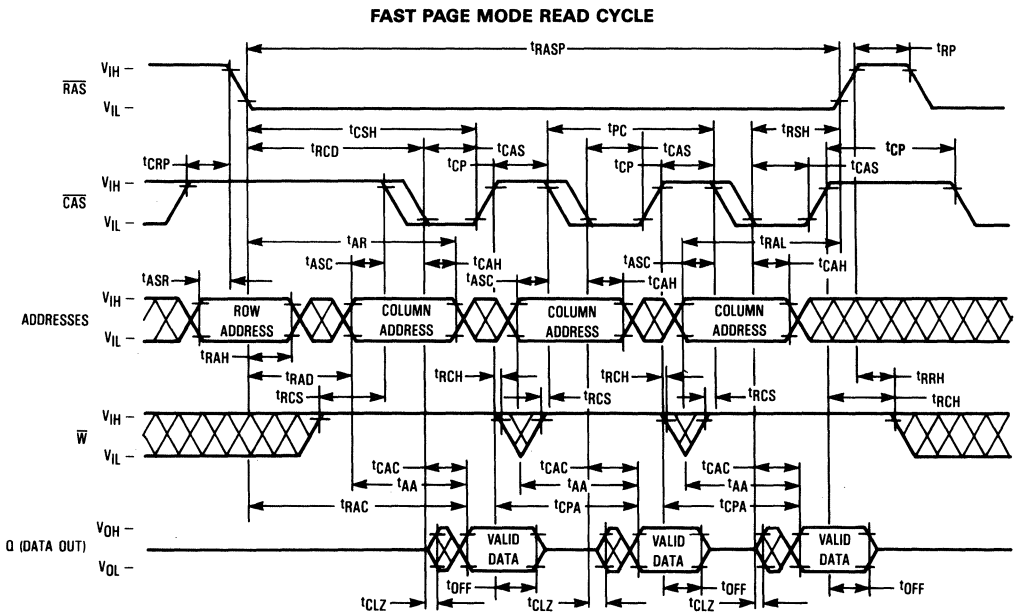 FAST PAGE MODE READ CYCLE
tRASP
tRP
VIH
RAS
VIL
tCSH
tPC
tRSH
tRCD
tCAS
tCAS
tCP
tCRP
tCP
tCP
tCAS
VIH
CAS
VIL
tAR
tRAL
tASC
tCAH
tASC
tCAH
tASR
tASC
tCAH
VIH
ADDRESSES
VIL
ROW ADDRESS
COLUMN ADDRESS
COLUMN ADDRESS
COLUMN ADDRESS
tRAH
tRAD
tRCH
tRCH
tRRH
tRCS
tRCS
tRCS
tRCH
VIH
W
VIL
tCAC
tCAC
tCAC
tAA
tAA
tAA
tRAC
tCPA
tCPA
VOH
Q (DATA OUT)
VOL
VALID DATA
VALID DATA
VALID DATA
tOFF
tOFF
tOFF
tCLZ
tCLZ
tCLZ